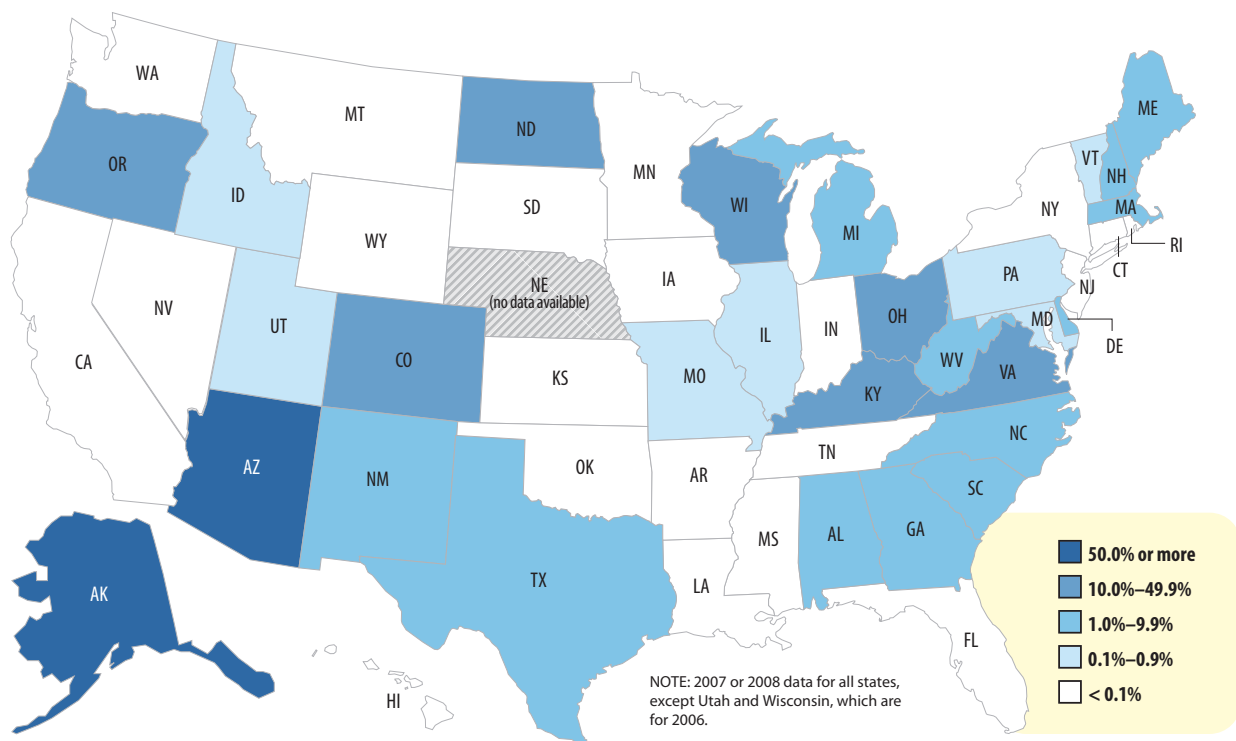 WA
MT
ND
MN
ME
OR
ID
SD
WI
VT
NH
WY
MI
NY
MA
RI
CT
NE
(no data available)
IA
PA
NJ
NV
UT
IL
IN
OH
MD
DE
CA
CO
KS
MO
WV
VA
KY
AZ
NM
OK
AR
TN
NC
SC
MS
AL
GA
AK
TX
LA
FL
HI
50.0% or more
10.0%–49.9%
1.0%–9.9%
0.1%–0.9%
< 0.1%
NOTE: 2007 or 2008 data for all states,
except Utah and Wisconsin, which are
for 2006.